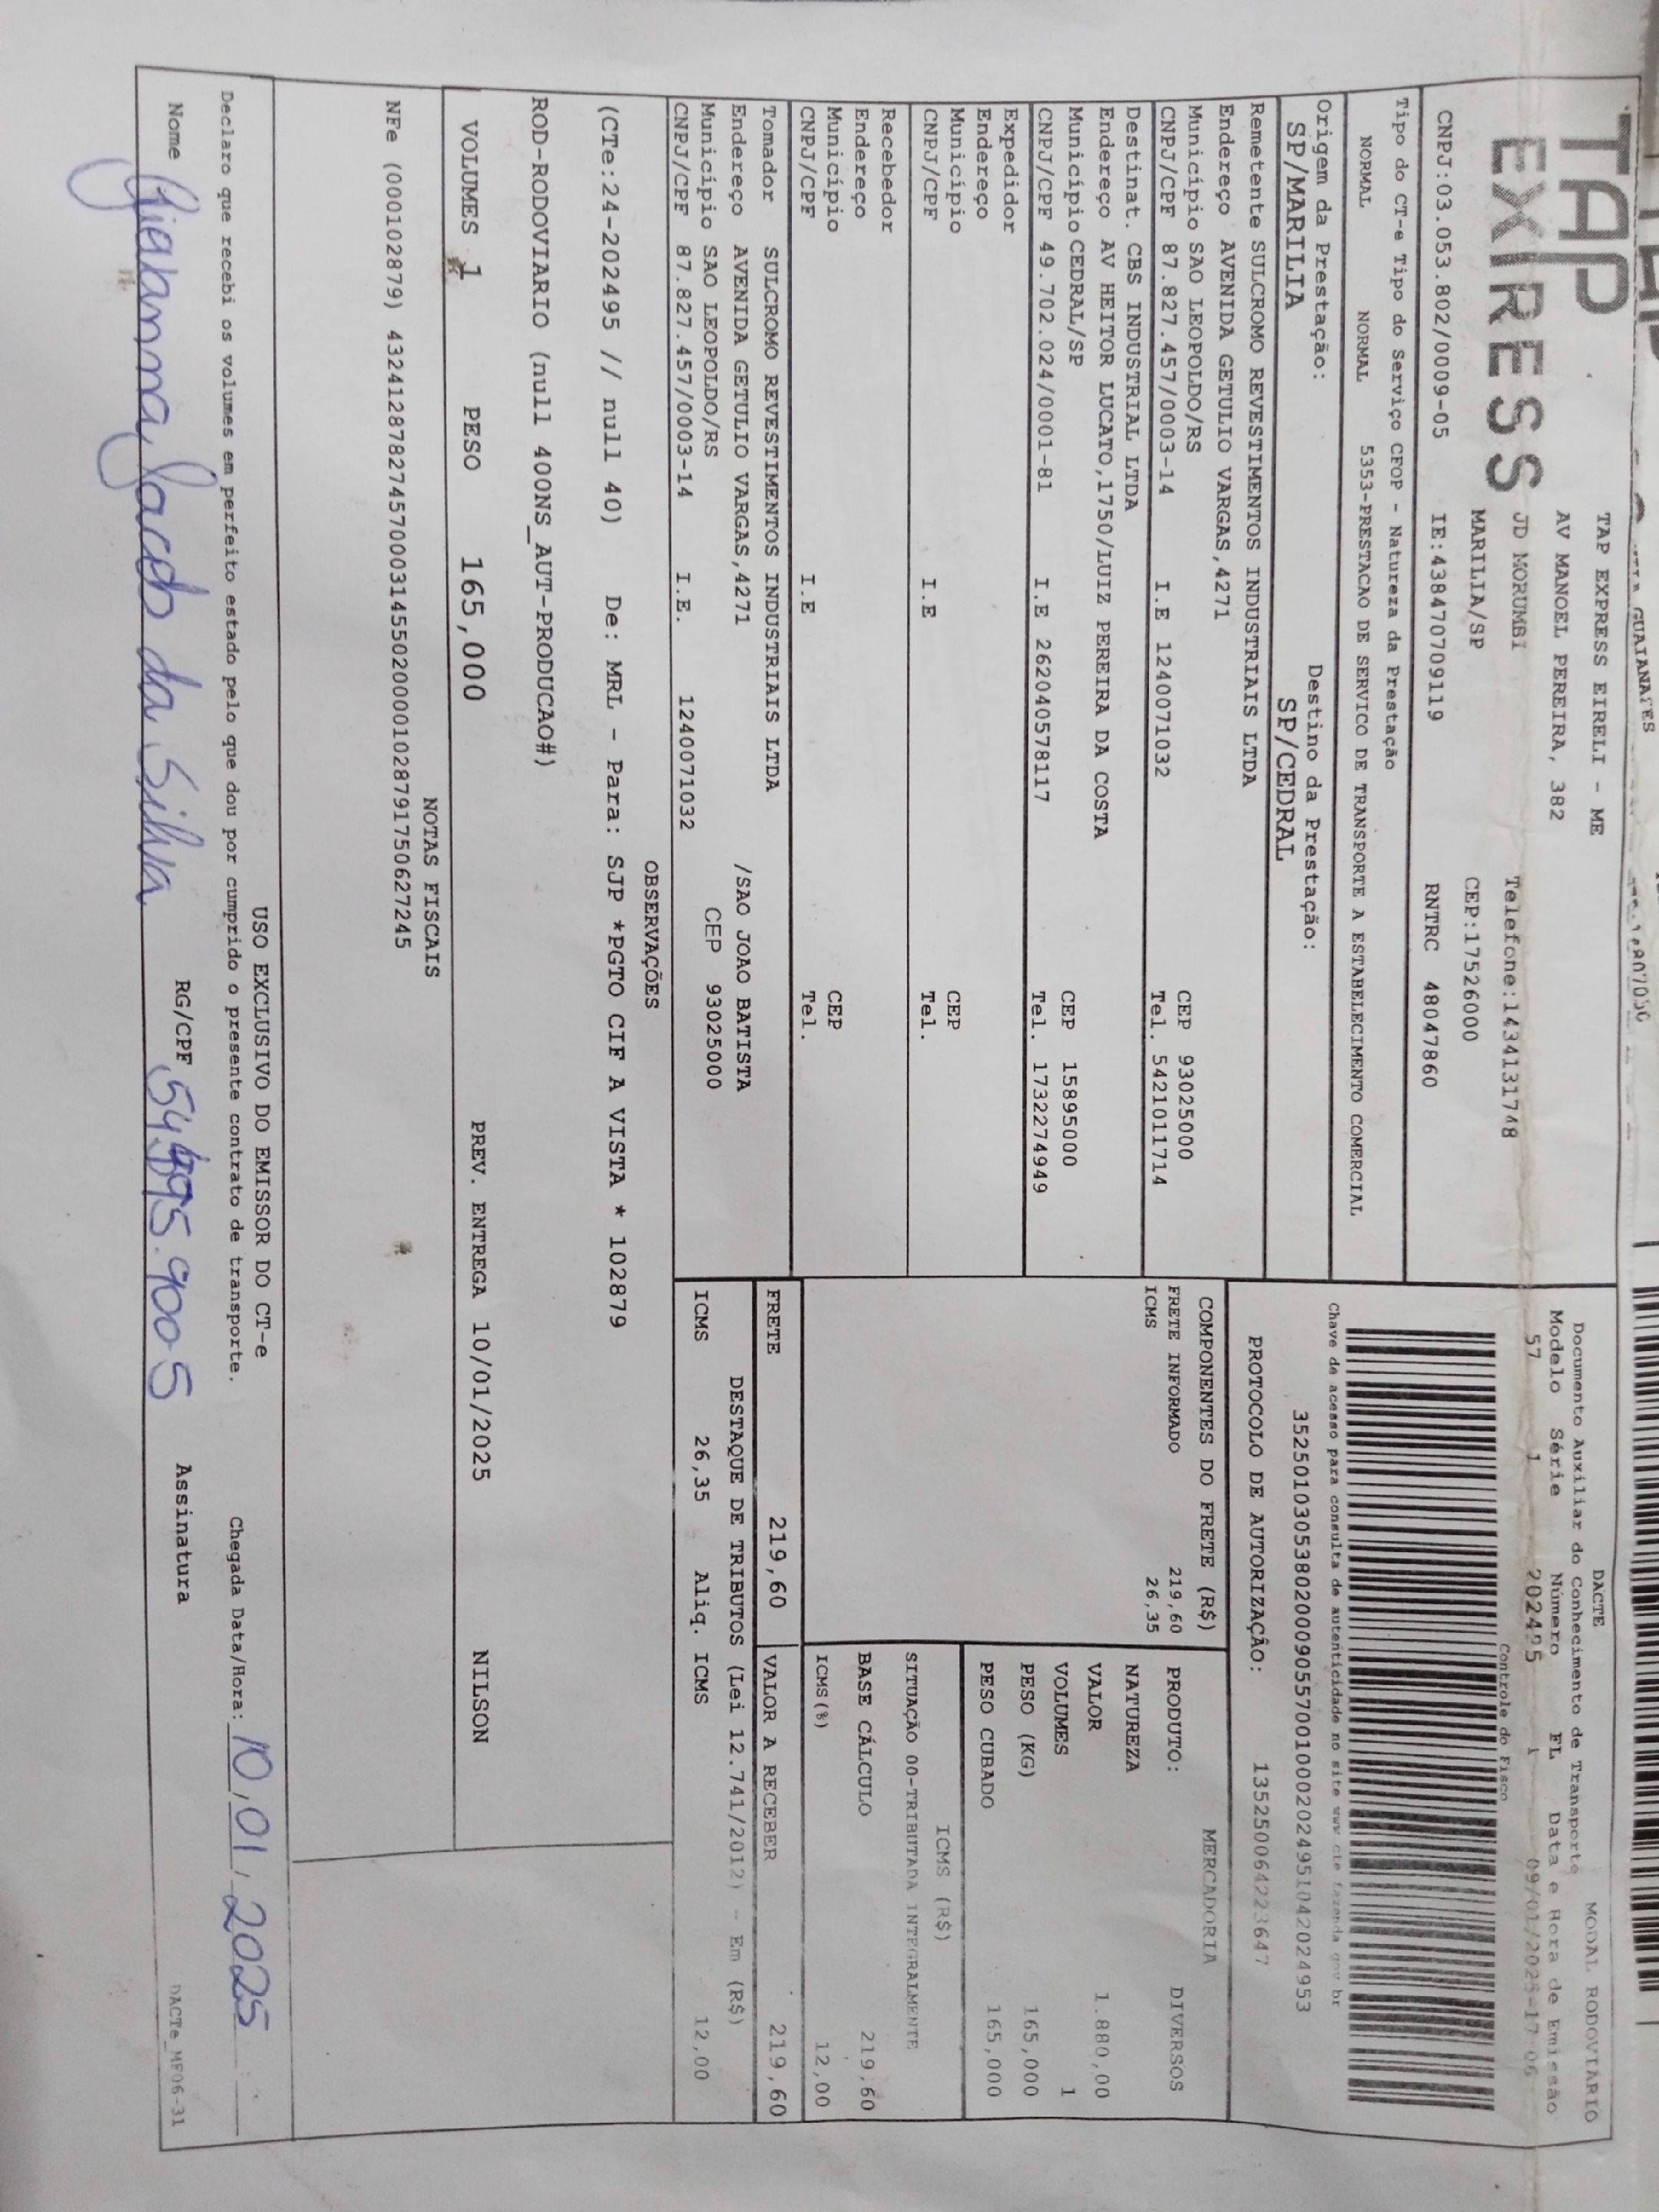 TAP
EXPRESS
TAP EXPRESS EIRELI - ME
AV MANOEL PEREIRA, 382
JD MORUMBI Telefone:1434131748
MARILIA/SP CEP:17526000
CNPJ:03.053.802/0009-05 IE:438470709119 RNTRC 48047860
Tipo do CT-e Tipo do Serviço CFOP - Natureza da Prestação
NORMAL NORMAL 5353-PRESTACAO DE SERVICO DE TRANSPORTE A ESTABELECIMENTO COMERCIAL
Origem da Prestação: Destino da Prestação:
SP/MARILIA SP/CEDRAL
Remetente SULCROMO REVESTIMENTOS INDUSTRIAIS LTDA
Endereço AVENIDA GETULIO VARGAS,4271
Município SAO LEOPOLDO/RS CEP 93025000
CNPJ/CPF 87.827.457/0003-14 I.E 1240071032 Tel. 5421011714
Destinat. CBS INDUSTRIAL LTDA
Endereço AV HEITOR LUCATO,1750/LUIZ PEREIRA DA COSTA
Município CEDRAL/SP CEP 15895000
CNPJ/CPF 49.702.024/0001-81 I.E 262040578117 Tel. 1732274949
Expedidor
Endereço
Município CEP
CNPJ/CPF I.E Tel.
Recebedor
Endereço
Município CEP
CNPJ/CPF I.E Tel.
Tomador SULCROMO REVESTIMENTOS INDUSTRIAIS LTDA
Endereço AVENIDA GETULIO VARGAS,4271 /SAO JOAO BATISTA
Município SAO LEOPOLDO/RS CEP 93025000
CNPJ/CPF 87.827.457/0003-14 I.E. 1240071032
DACTE MODAL RODOVIÁRIO
Documento Auxiliar do Conhecimento de Transporte
Modelo Série Número FL Data e Hora de Emissão
57 1 202495 1 09/01/2025-17:06
Controle do Fisco
Chave de acesso para consulta de autenticidade no site www cte fazenda gov br
35250103053802000905570010002024951042024953
PROTOCOLO DE AUTORIZAÇÃO: 135250064223647
COMPONENTES DO FRETE (R$)
FRETE INFORMADO 219,60
ICMS 26,35
MERCADORIA
PRODUTO: DIVERSOS
NATUREZA
VALOR 1.880,00
VOLUMES 1
PESO (KG) 165,000
PESO CUBADO 165,000
ICMS (R$)
SITUAÇÃO 00-TRIBUTADA INTEGRALMENTE
BASE CÁLCULO 219,60
ICMS(%) 12,00
FRETE 219,60 VALOR A RECEBER 219,60
DESTAQUE DE TRIBUTOS (Lei 12.741/2012) - Em (R$)
ICMS 26,35 Aliq. ICMS 12,00
OBSERVAÇÕES
(CTe:24-202495 // null 40) De: MRL - Para: SJP *PGTO CIF A VISTA * 102879
ROD-RODOVIARIO (null 400NS_AUT-PRODUCAO#)
VOLUMES 1 PESO 165,000 PREV. ENTREGA 10/01/2025 NILSON
NOTAS FISCAIS
NFe (000102879) 43241287827457000314550200001028791750627245
USO EXCLUSIVO DO EMISSOR DO CT-e
Declaro que recebi os volumes em perfeito estado pelo que dou por cumprido o presente contrato de transporte. Chegada Data/Hora: 10/01/2025
Nome Giovanna Jacob da Silva RG/CPF Assinatura
DACTe_MF06-31